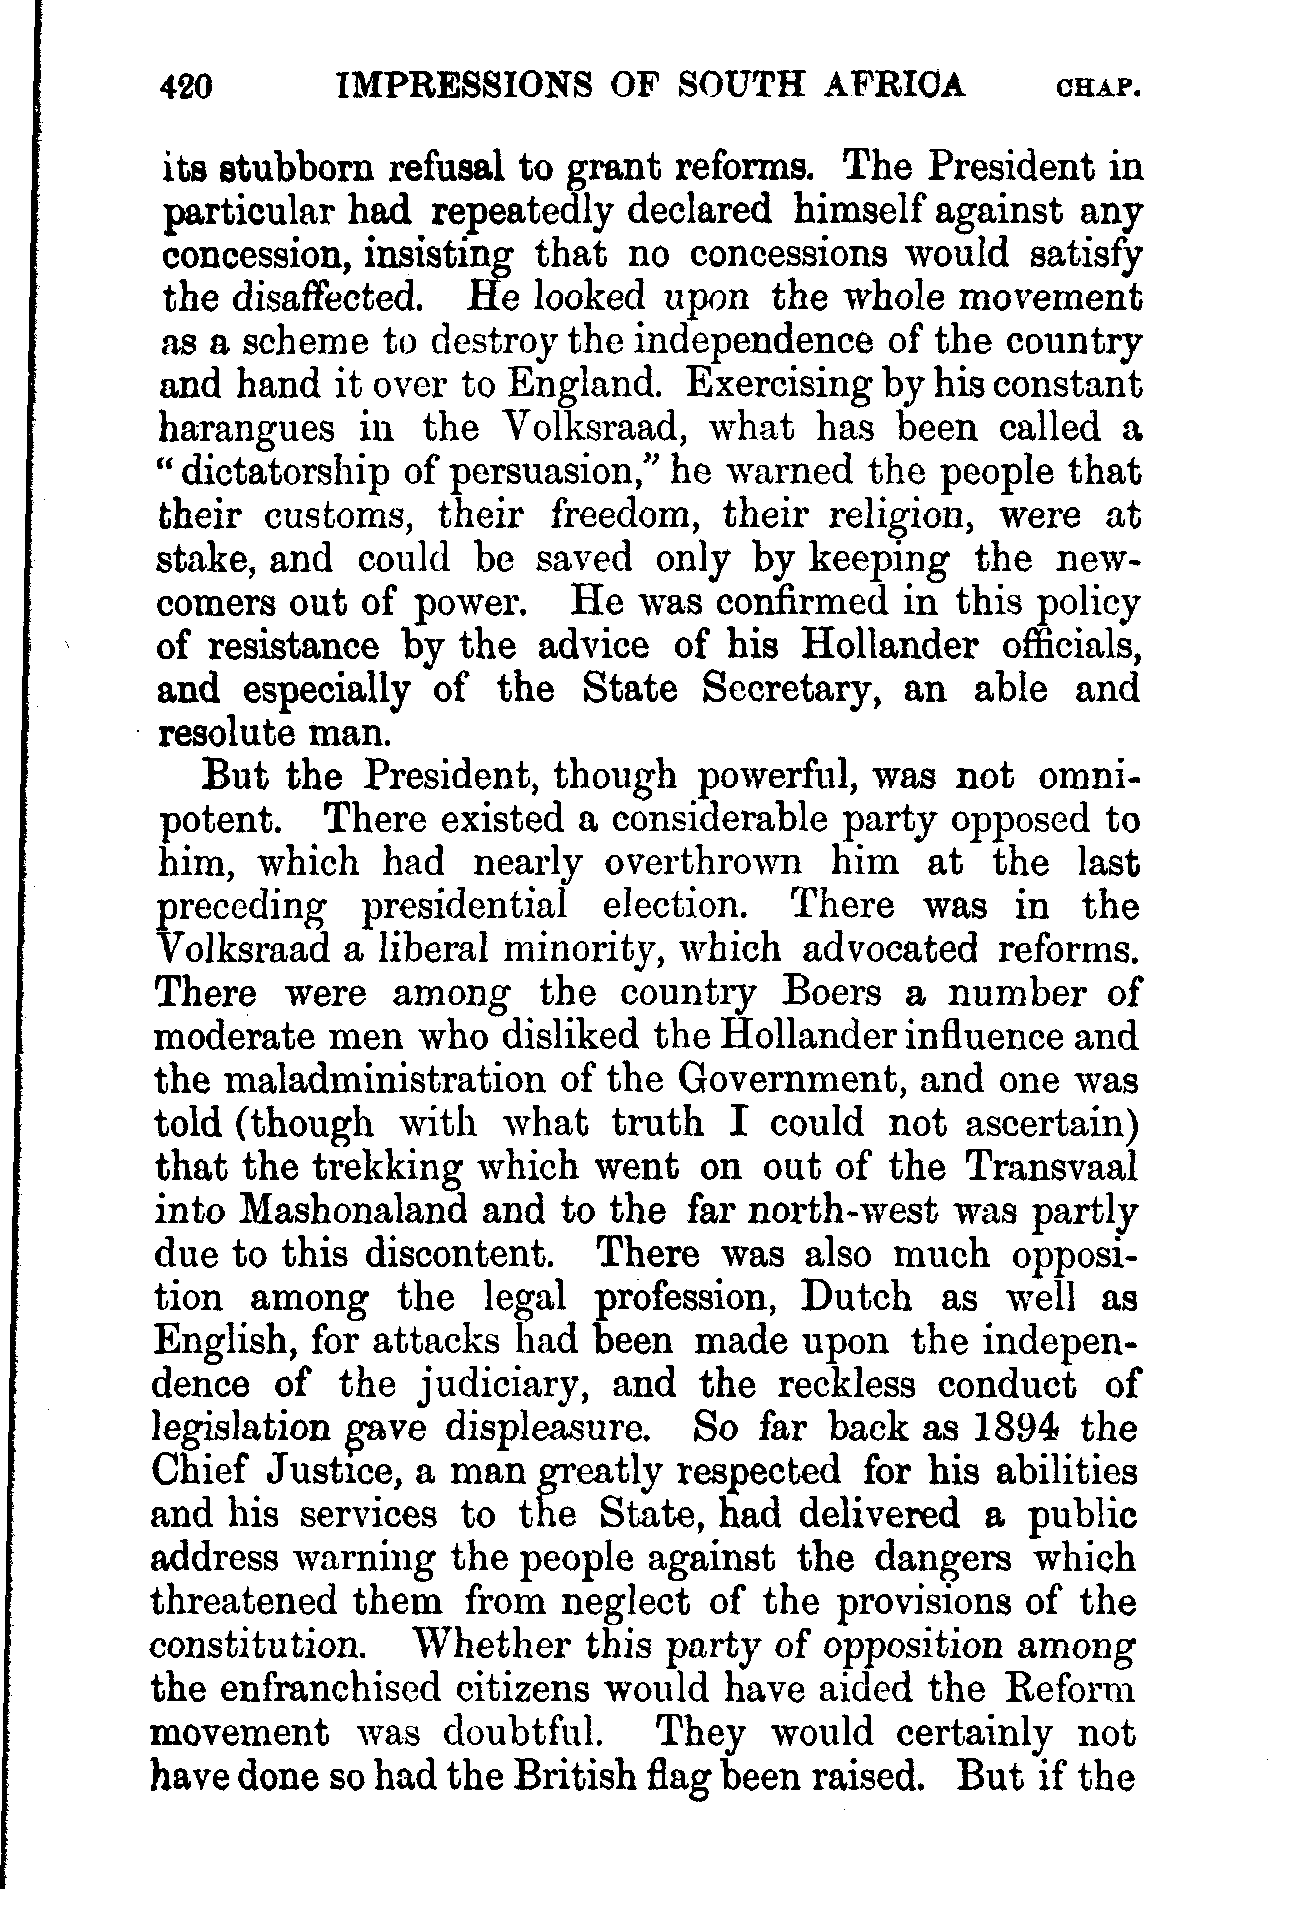 420 IMPRESSIONS OF SOUTH AFRICA CHAP.
its stubborn refusal to grant reforms. The President in
particular had repeatedly declared himself against any
concession, insisting that no concessions would satisfy
the disaffected. He looked upon the whole movement
as a scheme to destroy the independence of the country
and hand it over to England. Exercising by his constant
harangues in the Volksraad, what has been called a
“dictatorship of persuasion,” he warned the people that
their customs, their freedom, their religion, were at
stake, and could be saved only by keeping the new-
comers out of power. He was confirmed in this policy
of resistance by the advice of his Hollander officials,
and especially of the State Secretary, an able and
resolute man.
But the President, though powerful, was not omni-
potent. There existed a considerable party opposed to
him, which had nearly overthrown him at the last
preceding presidential election. There was in the
Volksraad a liberal minority, which advocated reforms.
There were among the country Boers a number of
moderate men who disliked the Hollander influence and
the maladministration of the Government, and one was
told (though with what truth I could not ascertain)
that the trekking which went on out of the Transvaal
into Mashonaland and to the far north-west was partly
due to this discontent. There was also much opposi-
tion among the legal profession, Dutch as well as
English, for attacks had been made upon the indepen-
dence of the judiciary, and the reckless conduct of
legislation gave displeasure. So far back as 1894 the
Chief Justice, a man greatly respected for his abilities
and his services to the State, had delivered a public
address warning the people against the dangers which
threatened them from neglect of the provisions of the
constitution. Whether this party of opposition among
the enfranchised citizens would have aided the Reform
movement was doubtful. They would certainly not
have done so had the British flag been raised. But if the